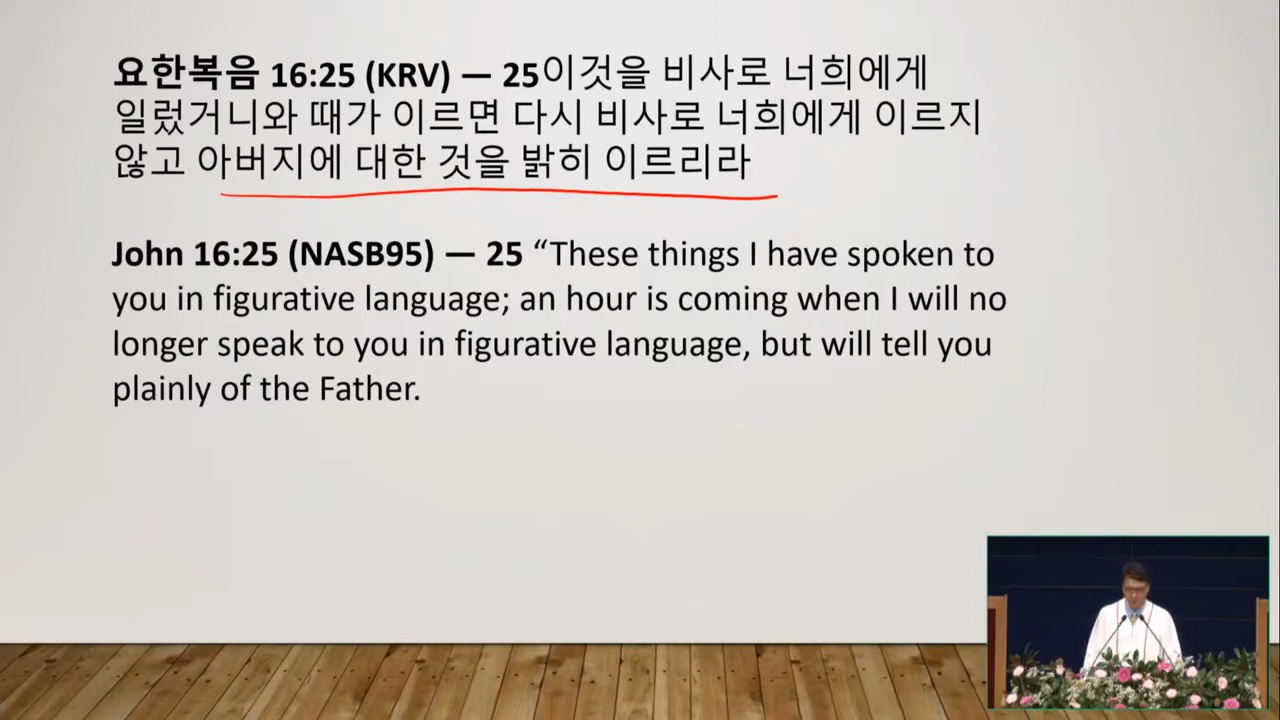 요한복음 16:25 (KRV) — 25이것을 비사로 너희에게
일렀거니와 때가 이르면 다시 비사로 너희에게 이르지
않고 아버지에 대한 것을 밝히 이르리라
John 16:25 (NASB95) — 25 “These things I have spoken to
you in figurative language; an hour is coming when I will no
longer speak to you in figurative language, but will tell you
plainly of the Father.